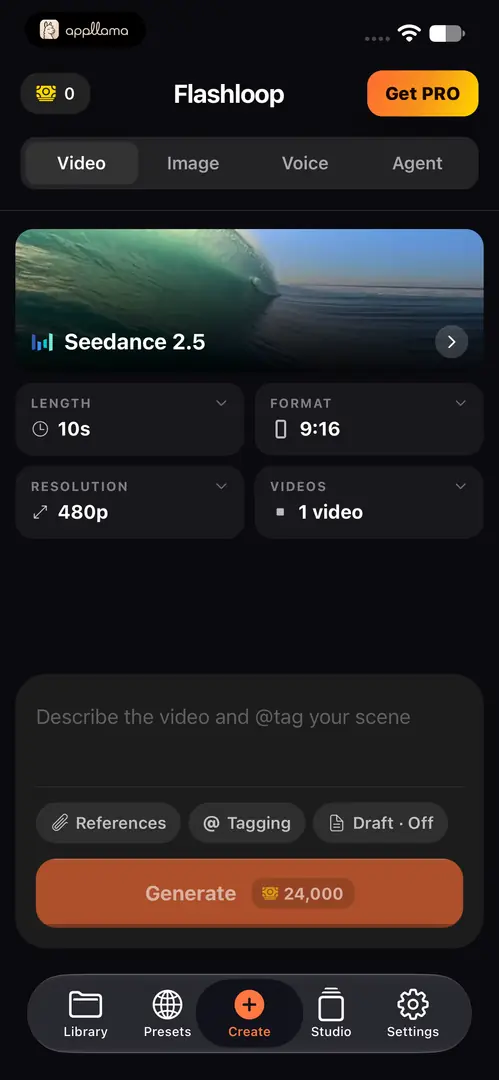 appllama
0
Flashloop
Get PRO
Video
Image
Voice
Agent
Seedance 2.5
LENGTH
10s
FORMAT
9:16
RESOLUTION
480p
VIDEOS
1 video
Describe the video and @tag your scene
References
@ Tagging
Draft · Off
Generate
24,000
Library
Presets
Create
Studio
Settings